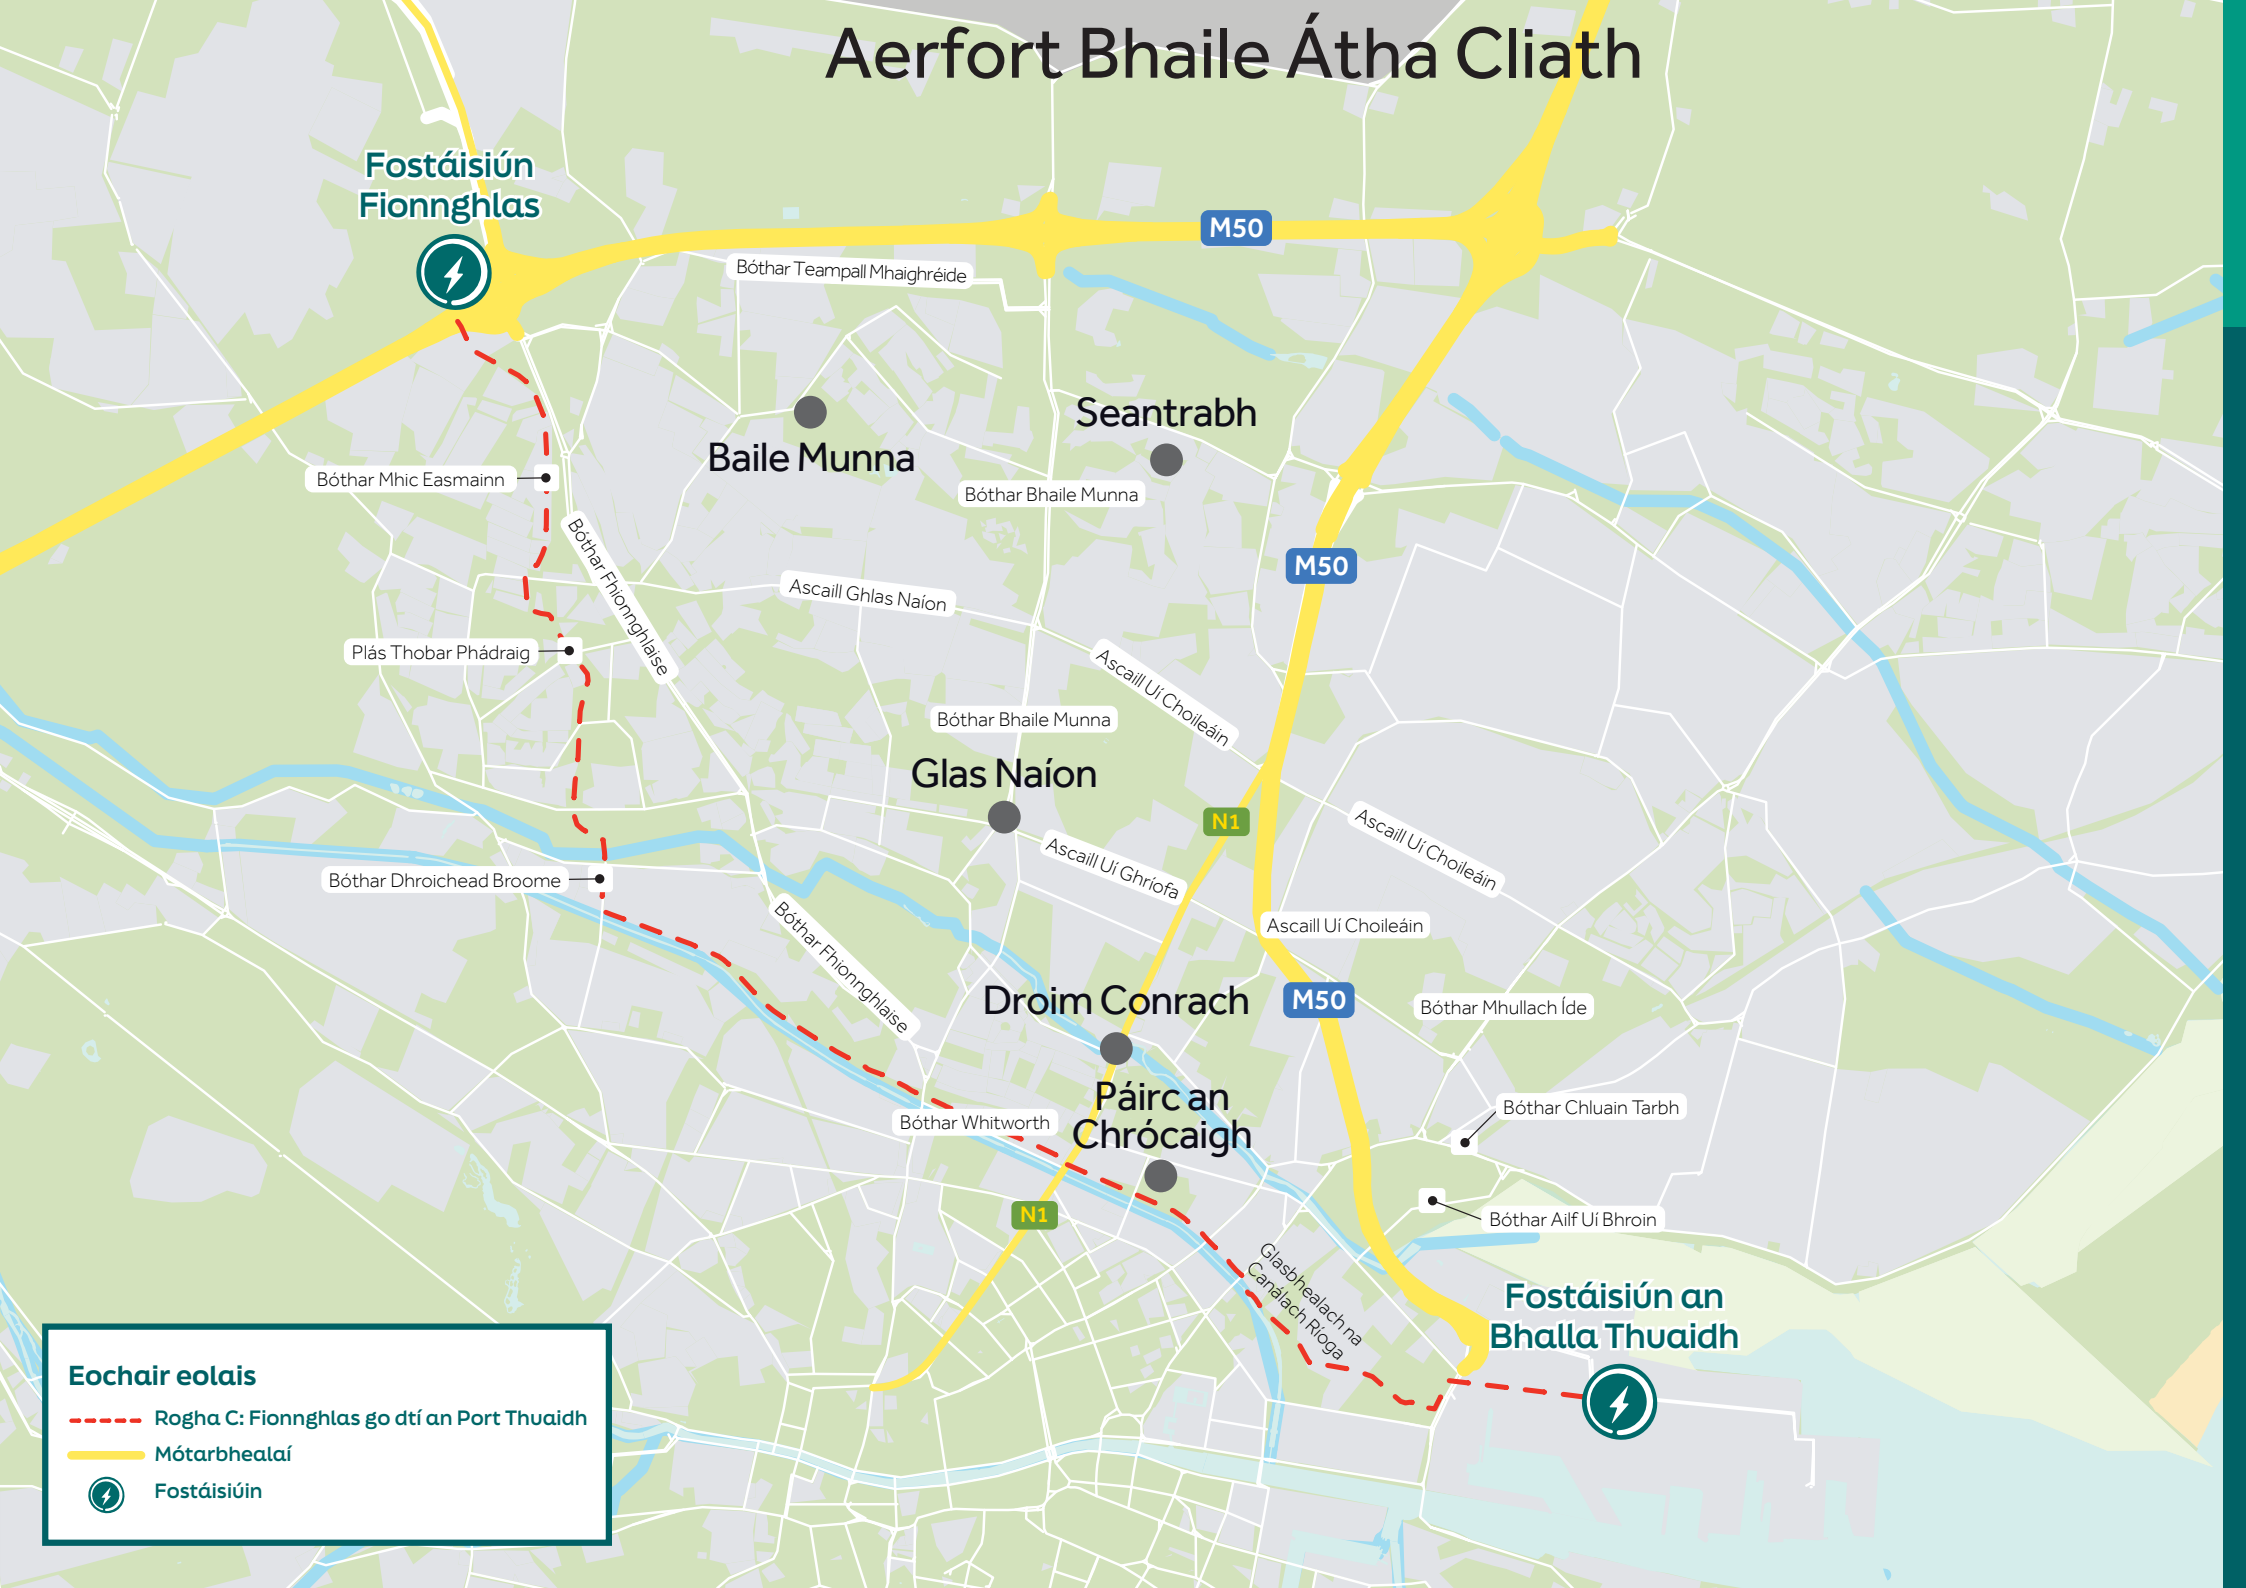 Aerfort Bhaile Átha Cliath
Fostáisiún
Fionnghlas
M50
Bóthar Teampall Mhaighréide
Seantrabh
Baile Munna
Bóthar Mhic Easmainn
Bóthar Bhaile Munna
Bóthar Fhionnghlaise
M50
Ascaill Ghlas Naíon
Plás Thobar Phádraig
Ascaill Uí Choileáin
Bóthar Bhaile Munna
Glas Naíon
N1
Ascaill Uí Choileáin
Ascaill Uí Ghríofa
Bóthar Dhroichead Broome
Bóthar Fhionnghlaise
Ascaill Uí Choileáin
Droim Conrach
M50
Bóthar Mhullach Íde
Páirc an
Chrócaigh
Bóthar Whitworth
Bóthar Chluain Tarbh
N1
Bóthar Ailf Uí Bhroin
Glasbhealach na
Canálach Ríoga
Fostáisiún an
Bhalla Thuaidh
Eochair eolais
Rogha C: Fionnghlas go dtí an Port Thuaidh
Mótarbhealaí
Fostáisiúin